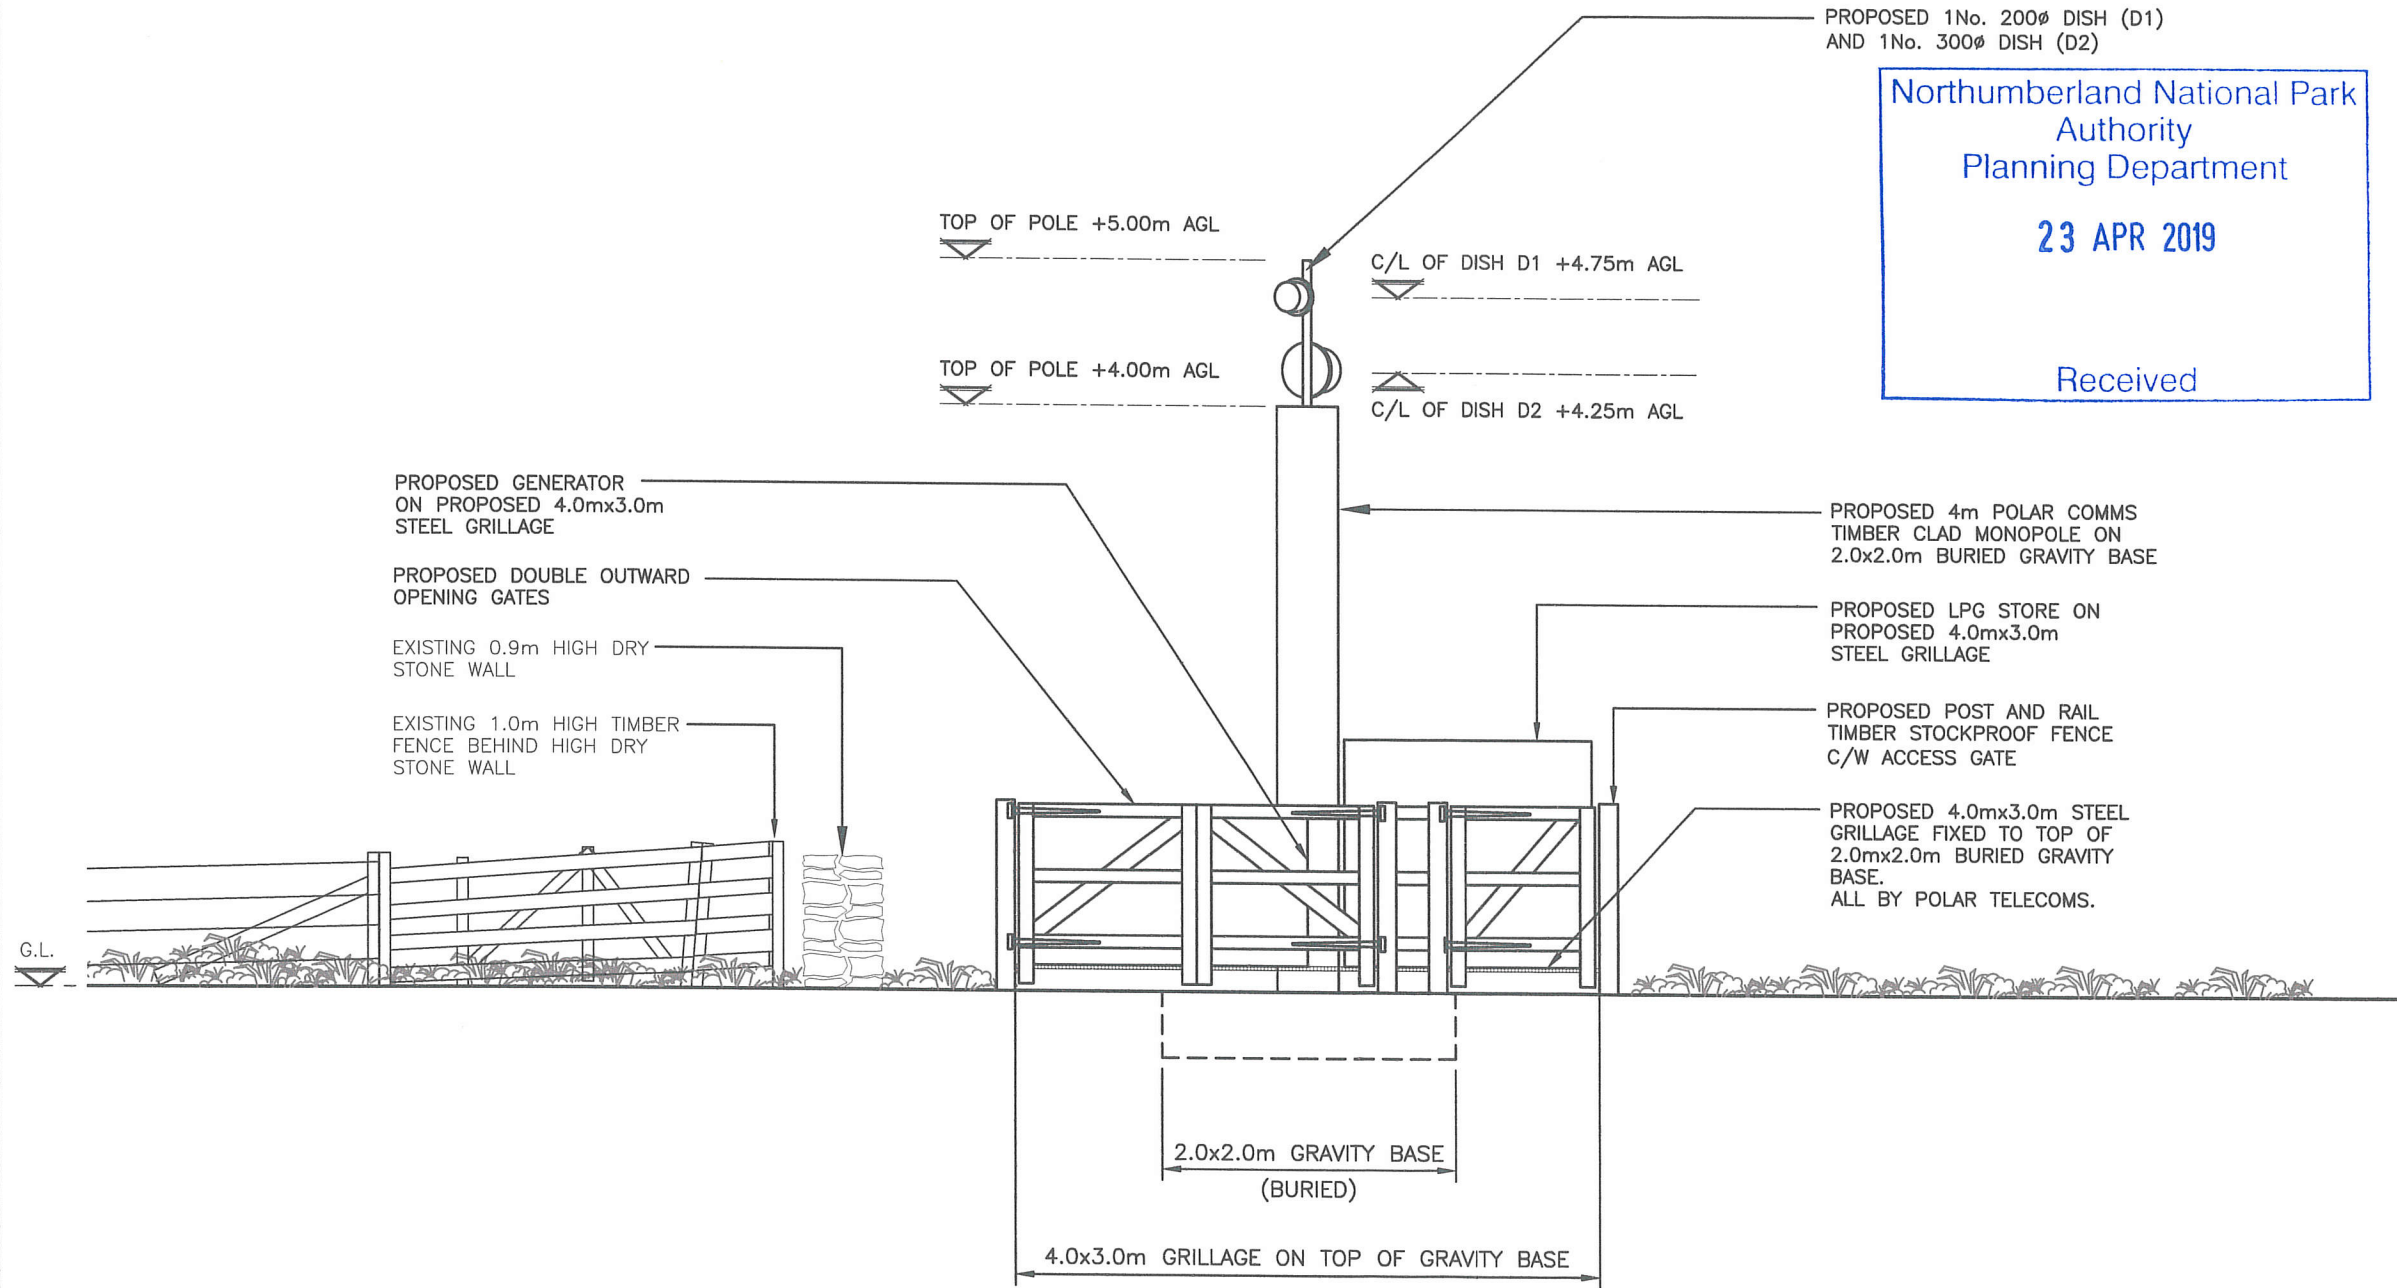 PROPOSED 1No. 200ø DISH (D1)
AND 1No. 300ø DISH (D2)
Northumberland National Park
Authority
Planning Department
23 APR 2019
Received
TOP OF POLE +5.00m AGL
C/L OF DISH D1 +4.75m AGL
TOP OF POLE +4.00m AGL
C/L OF DISH D2 +4.25m AGL
PROPOSED GENERATOR
ON PROPOSED 4.0mx3.0m
STEEL GRILLAGE
PROPOSED DOUBLE OUTWARD
OPENING GATES
EXISTING 0.9m HIGH DRY
STONE WALL
EXISTING 1.0m HIGH TIMBER
FENCE BEHIND HIGH DRY
STONE WALL
PROPOSED 4m POLAR COMMS
TIMBER CLAD MONOPOLE ON
2.0x2.0m BURIED GRAVITY BASE
PROPOSED LPG STORE ON
PROPOSED 4.0mx3.0m
STEEL GRILLAGE
PROPOSED POST AND RAIL
TIMBER STOCKPROOF FENCE
C/W ACCESS GATE
PROPOSED 4.0mx3.0m STEEL
GRILLAGE FIXED TO TOP OF
2.0mx2.0m BURIED GRAVITY
BASE.
ALL BY POLAR TELECOMS.
G.L.
2.0x2.0m GRAVITY BASE
(BURIED)
4.0x3.0m GRILLAGE ON TOP OF GRAVITY BASE